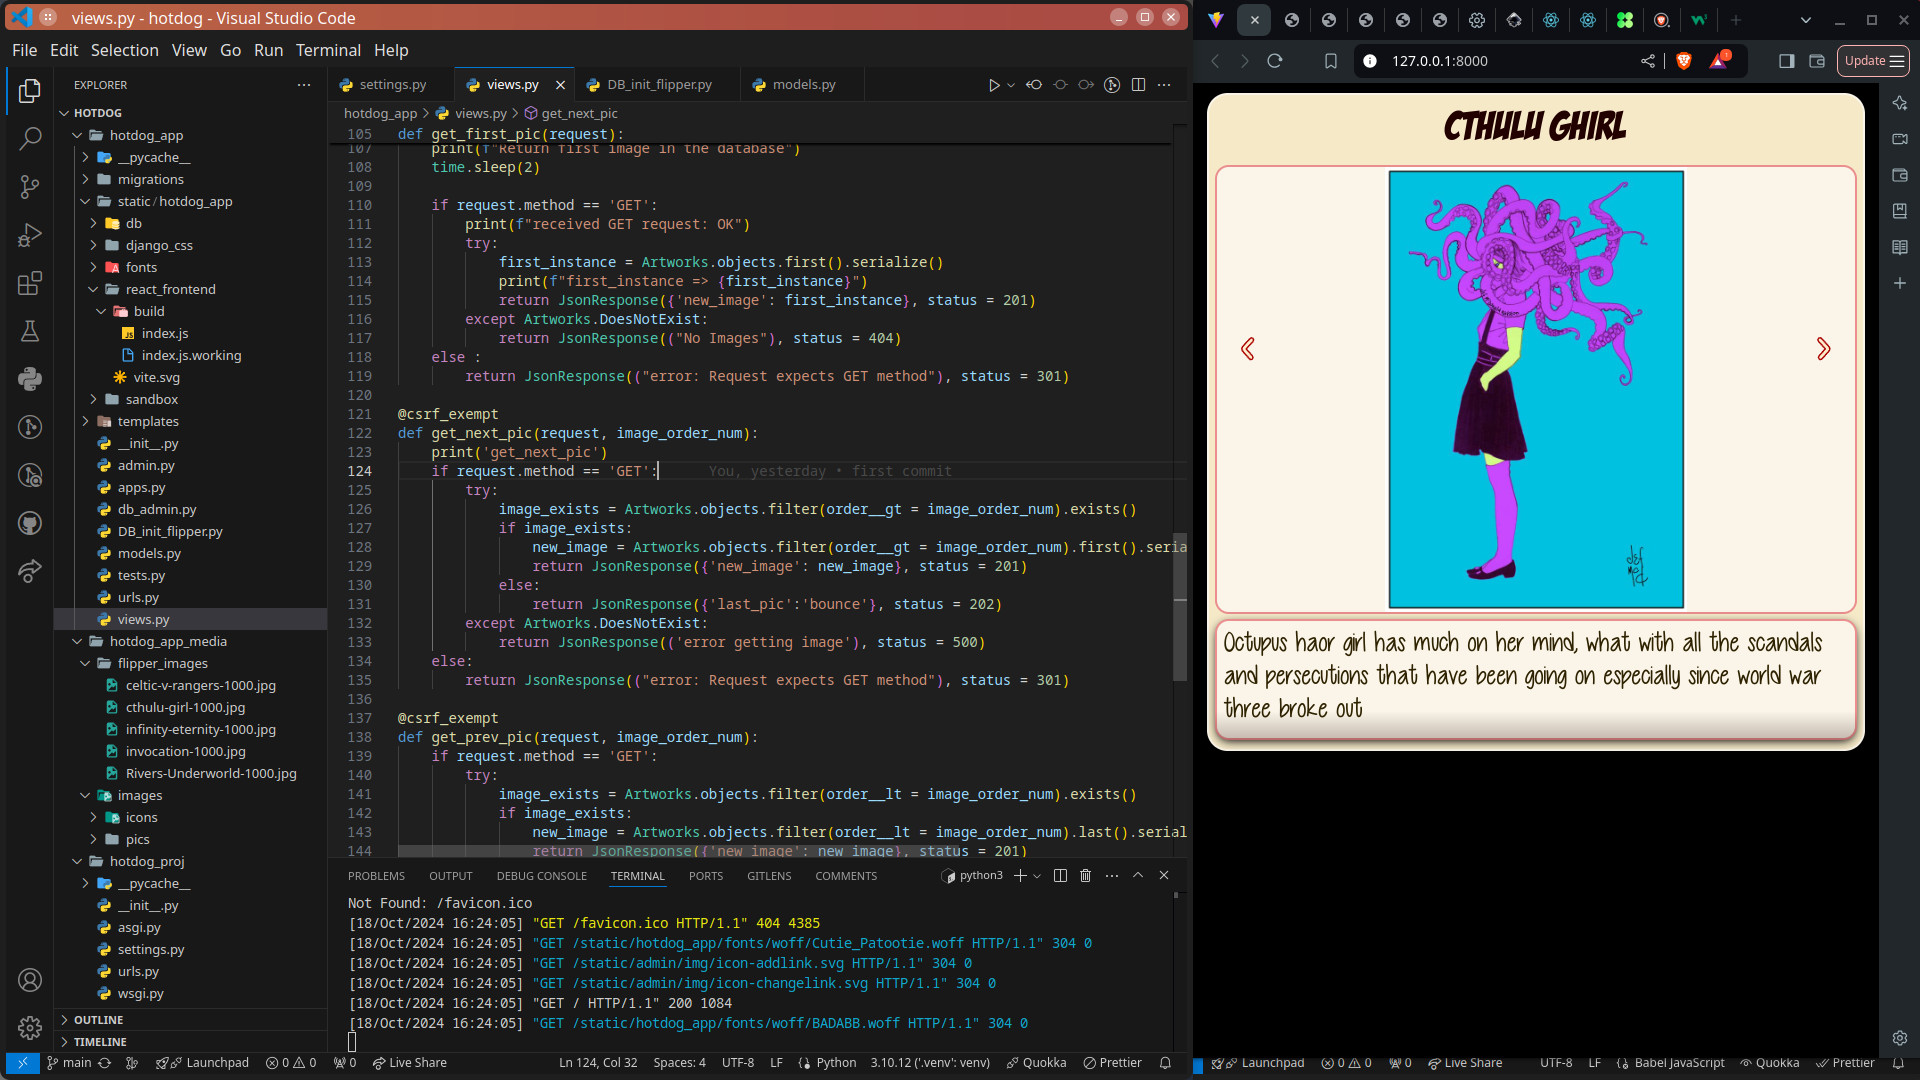 views.py - hotdog - Visual Studio Code
File Edit Selection View Go Run Terminal Help
EXPLORER
HOTDOG
hotdog_app
__pycache__
migrations
static / hotdog_app
db
django_css
fonts
react_frontend
build
index.js
index.js.working
vite.svg
sandbox
templates
__init__.py
admin.py
apps.py
db_admin.py
DB_init_flipper.py
models.py
tests.py
urls.py
views.py
hotdog_app_media
flipper_images
celtic-v-rangers-1000.jpg
cthulu-girl-1000.jpg
infinity-eternity-1000.jpg
invocation-1000.jpg
Rivers-Underworld-1000.jpg
images
icons
pics
hotdog_proj
__pycache__
__init__.py
asgi.py
settings.py
urls.py
wsgi.py
OUTLINE
TIMELINE
settings.py views.py DB_init_flipper.py models.py
hotdog_app > views.py > get_next_pic
105 def get_first_pic(request):
107 print(f"Return first image in the database")
108 time.sleep(2)
109
110 if request.method == 'GET':
111 print(f"received GET request: OK")
112 try:
113 first_instance = Artworks.objects.first().serialize()
114 print(f"first_instance => {first_instance}")
115 return JsonResponse({'new_image': first_instance}, status = 201)
116 except Artworks.DoesNotExist:
117 return JsonResponse(("No Images"), status = 404)
118 else :
119 return JsonResponse(("error: Request expects GET method"), status = 301)
120
121 @csrf_exempt
122 def get_next_pic(request, image_order_num):
123 print('get_next_pic')
124 if request.method == 'GET': You, yesterday • first commit
125 try:
126 image_exists = Artworks.objects.filter(order__gt = image_order_num).exists()
127 if image_exists:
128 new_image = Artworks.objects.filter(order__gt = image_order_num).first().seria
129 return JsonResponse({'new_image': new_image}, status = 201)
130 else:
131 return JsonResponse({'last_pic':'bounce'}, status = 202)
132 except Artworks.DoesNotExist:
133 return JsonResponse(('error getting image'), status = 500)
134 else:
135 return JsonResponse(("error: Request expects GET method"), status = 301)
136
137 @csrf_exempt
138 def get_prev_pic(request, image_order_num):
139 if request.method == 'GET':
140 try:
141 image_exists = Artworks.objects.filter(order__lt = image_order_num).exists()
142 if image_exists:
143 new_image = Artworks.objects.filter(order__lt = image_order_num).last().serial
144 return JsonResponse({'new_image': new_image}, status = 201)
PROBLEMS OUTPUT DEBUG CONSOLE TERMINAL PORTS GITLENS COMMENTS python3
Not Found: /favicon.ico
[18/Oct/2024 16:24:05] "GET /favicon.ico HTTP/1.1" 404 4385
[18/Oct/2024 16:24:05] "GET /static/hotdog_app/fonts/woff/Cutie_Patootie.woff HTTP/1.1" 304 0
[18/Oct/2024 16:24:05] "GET /static/admin/img/icon-addlink.svg HTTP/1.1" 304 0
[18/Oct/2024 16:24:05] "GET /static/admin/img/icon-changelink.svg HTTP/1.1" 304 0
[18/Oct/2024 16:24:05] "GET / HTTP/1.1" 200 1084
[18/Oct/2024 16:24:05] "GET /static/hotdog_app/fonts/woff/BADABB.woff HTTP/1.1" 304 0
main Launchpad 0 0 0 Live Share Ln 124, Col 32 Spaces: 4 UTF-8 LF Python 3.10.12 ('.venv': venv) Quokka Prettier
127.0.0.1:8000
1
Update
CTHULU GHIRL
Octupus haor girl has much on her mind, what with all the scandals
and persecutions that have been going on especially since world war
three broke out
Launchpad 0 0 0 Live Share UTF-8 LF Babel JavaScript Quokka Prettier